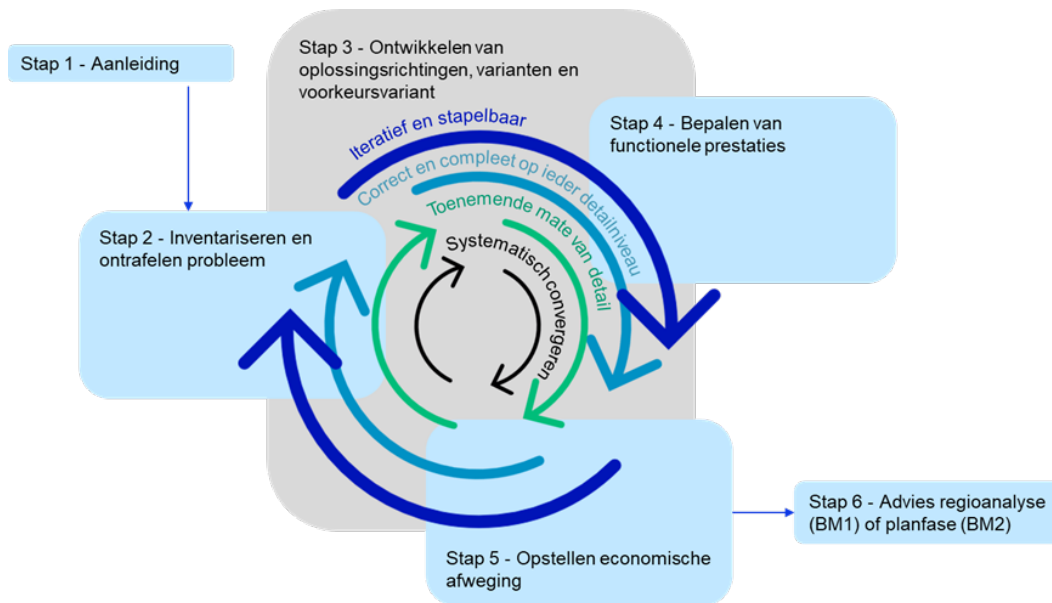 Stap 1 - Aanleiding
Stap 3 - Ontwikkelen van
oplossingsrichtingen, varianten en
voorkeursvariant
Stap 4 - Bepalen van
functionele prestaties
Iteratief en stapelbaar
Correct en compleet op ieder detailniveau
Toenemende mate van detail
Systematisch convergeren
Stap 2 - Inventariseren en
ontrafelen probleem
Stap 6 - Advies regioanalyse
(BM1) of planfase (BM2)
Stap 5 - Opstellen economische
afweging